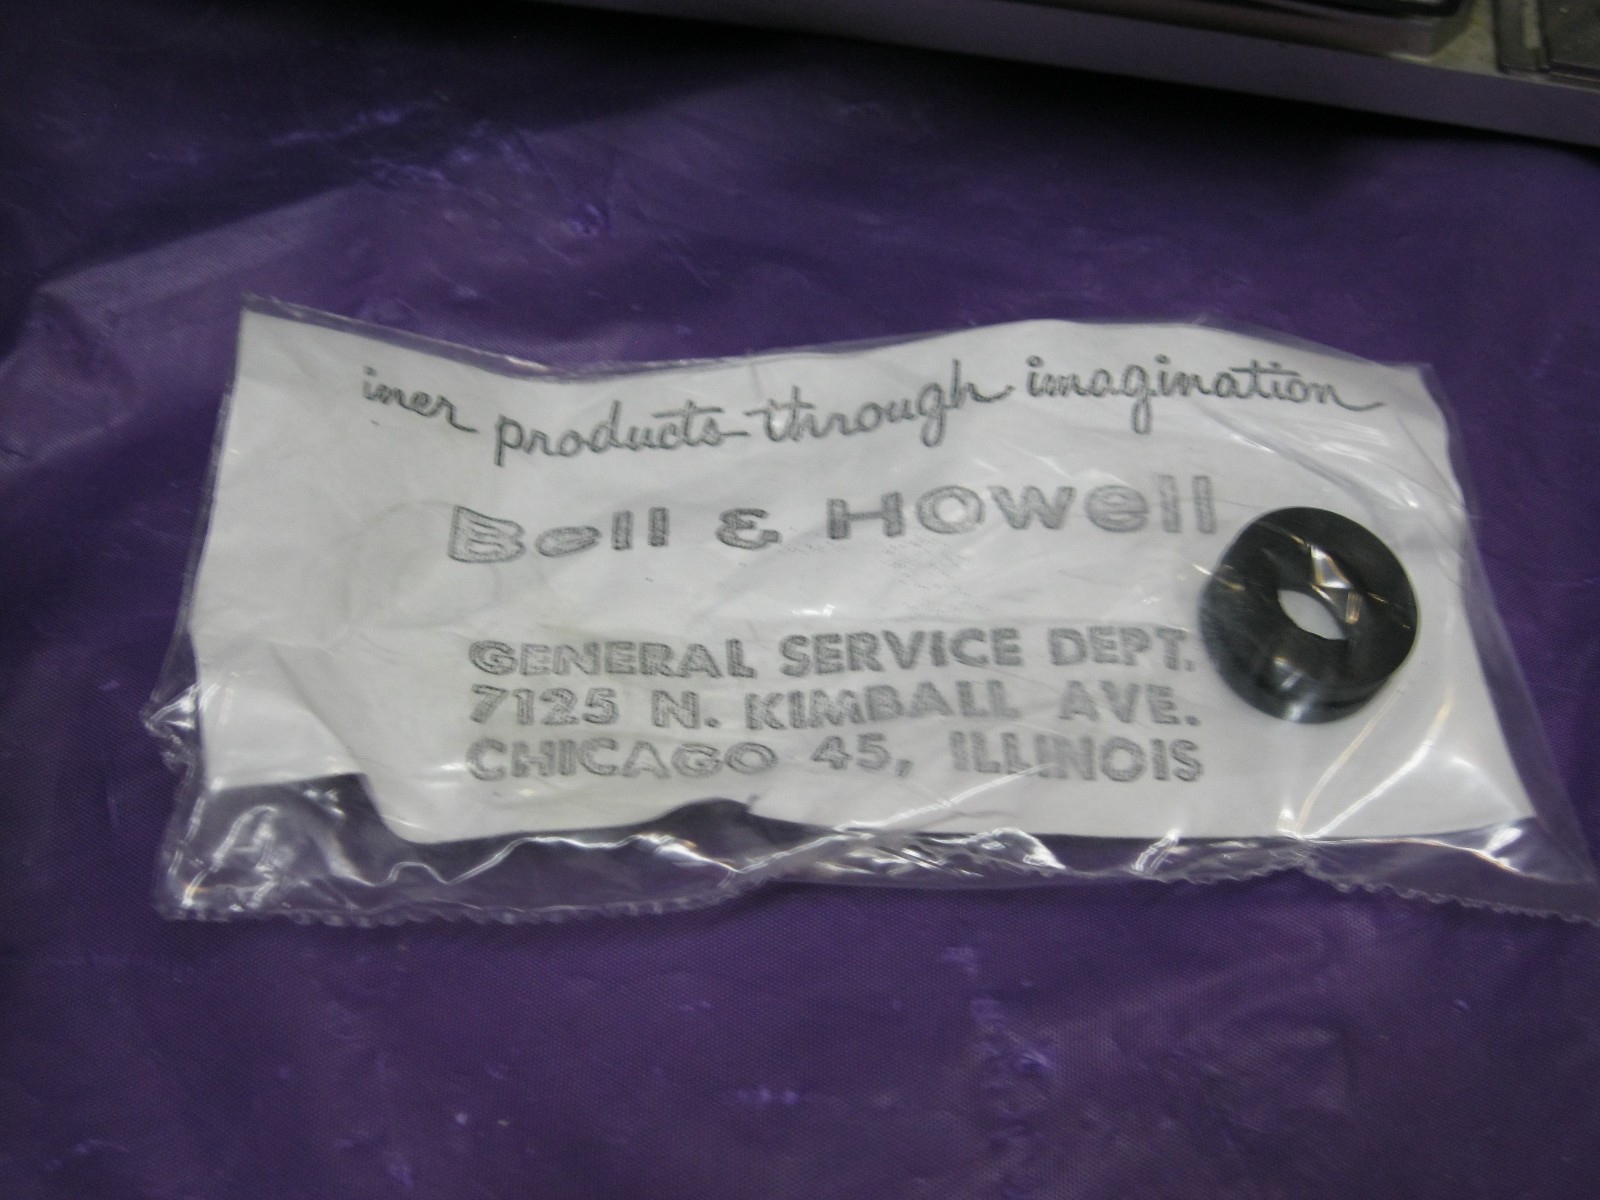 iner products through imagination
Bell & Howell
GENERAL SERVICE DEPT.
7125 N. KIMBALL AVE.
CHICAGO 45, ILLINOIS